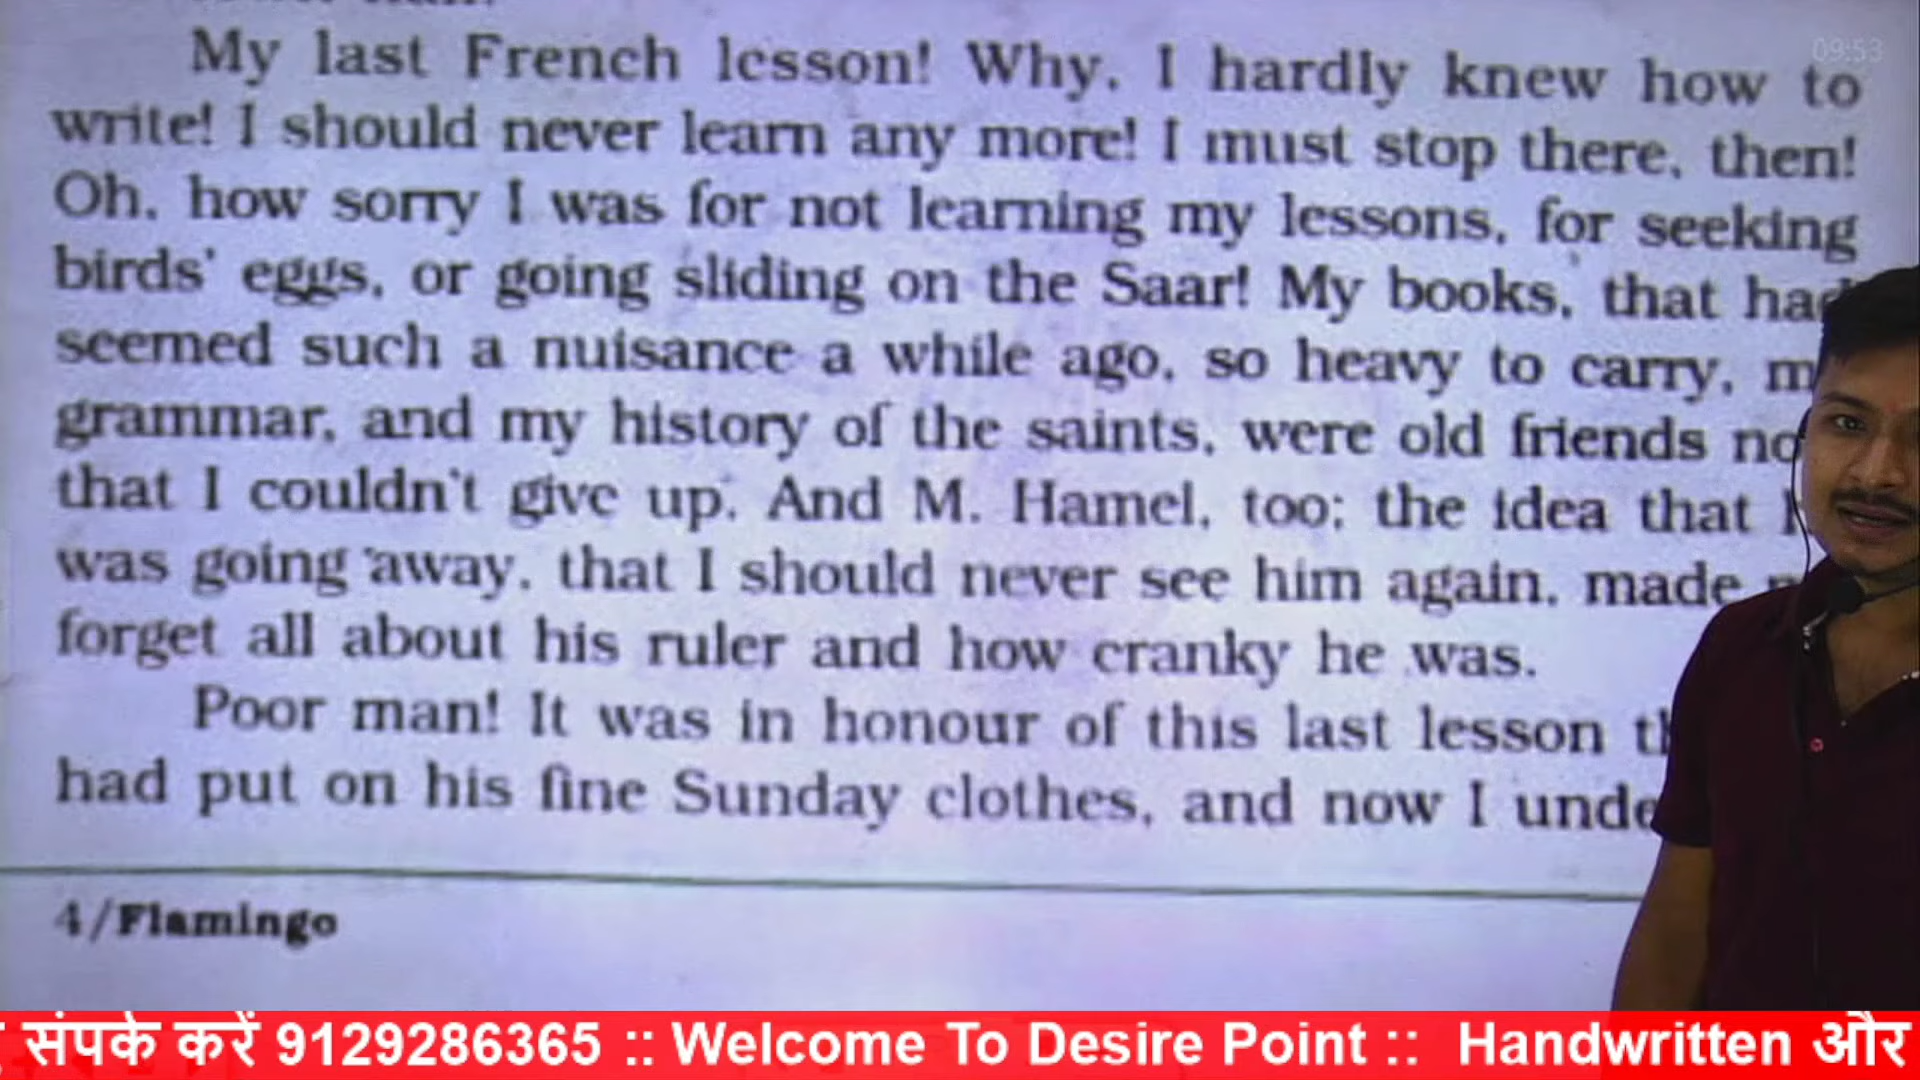 09:53
My last French lesson! Why, I hardly knew how to
write! I should never learn any more! I must stop there, then!
Oh, how sorry I was for not learning my lessons, for seeking
birds' eggs, or going sliding on the Saar! My books, that had
seemed such a nuisance a while ago, so heavy to carry,
grammar, and my history of the saints, were old friends
that I couldn't give up. And M. Hamel, too; the idea that
was going away, that I should never see him again, made
forget all about his ruler and how cranky he was.
Poor man! It was in honour of this last lesson
had put on his fine Sunday clothes, and now I
4/Flamingo
संपर्क करें 9129286365 :: Welcome To Desire Point :: Handwritten और